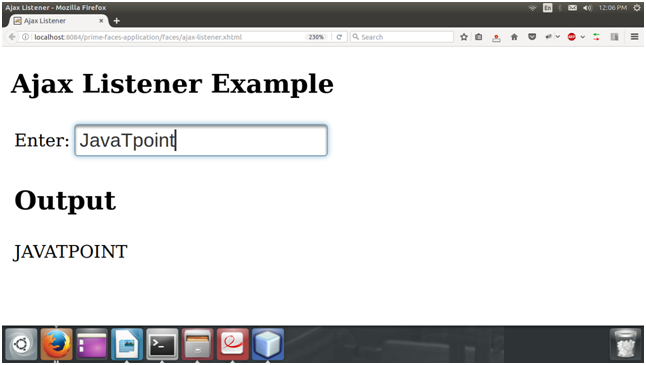 Ajax Listener - Mozilla Firefox
En
12:06 PM
Ajax Listener
localhost:8084/prime-faces-application/faces/ajax-listener.xhtml
230%
Search
ABP
Ajax Listener Example
Enter: JavaTpoint
Output
JAVATPOINT